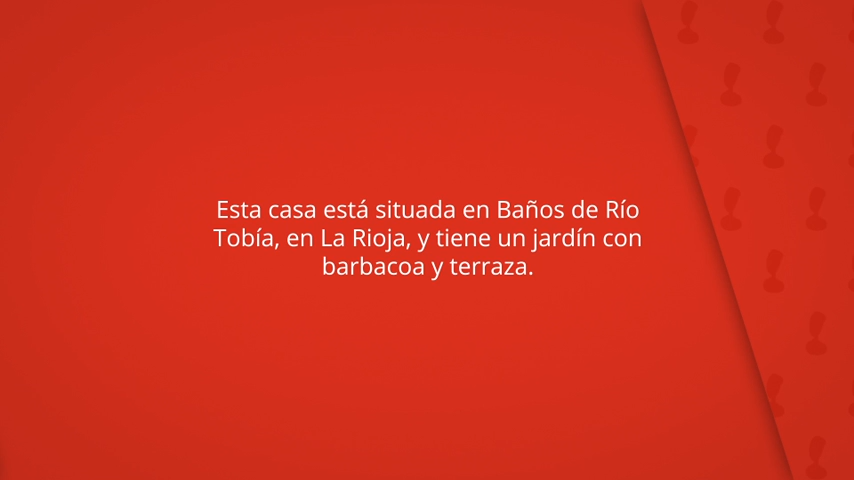 Esta casa está situada en Baños de Río
Tobía, en La Rioja, y tiene un jardín con
barbacoa y terraza.